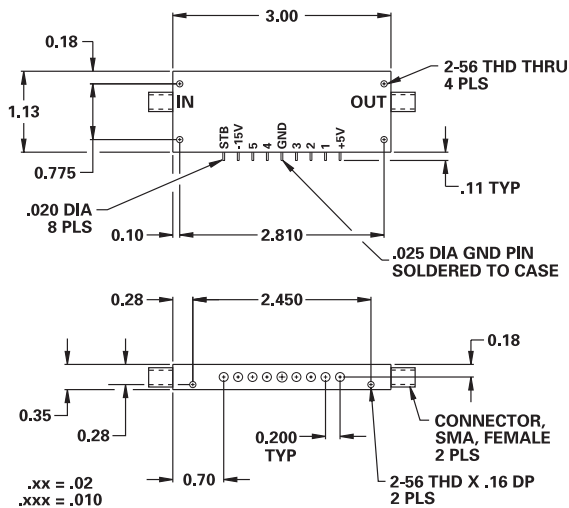 3.00
0.18
2-56 THD THRU
4 PLS
IN
OUT
1.13
STB
-15V
5
4
GND
3
2
1
+5V
0.775
.11 TYP
.020 DIA
8 PLS
0.10
2.810
.025 DIA GND PIN
SOLDERED TO CASE
0.28
2.450
0.18
0.35
0.28
0.200
TYP
CONNECTOR,
SMA, FEMALE
2 PLS
0.70
2-56 THD X .16 DP
2 PLS
.xx = .02
.xxx = .010